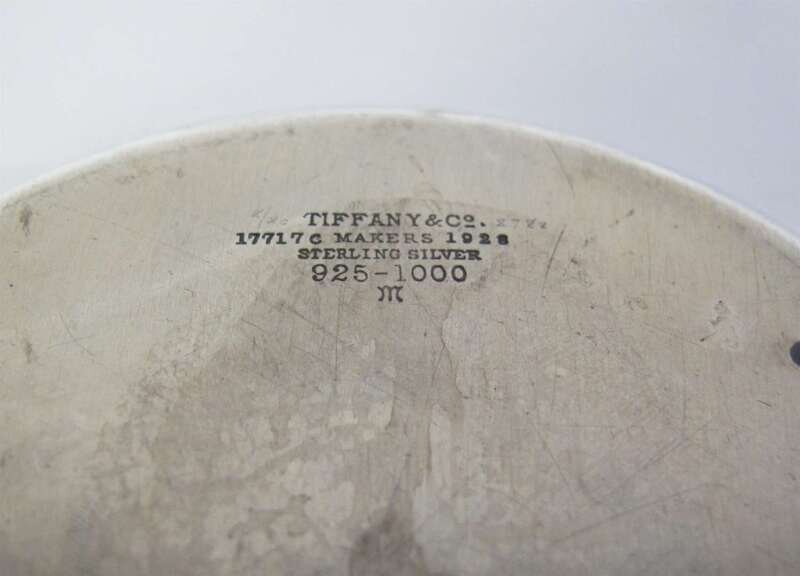 TIFFANY & Co.
17717C MAKERS 1928
STERLING SILVER
925-1000
M